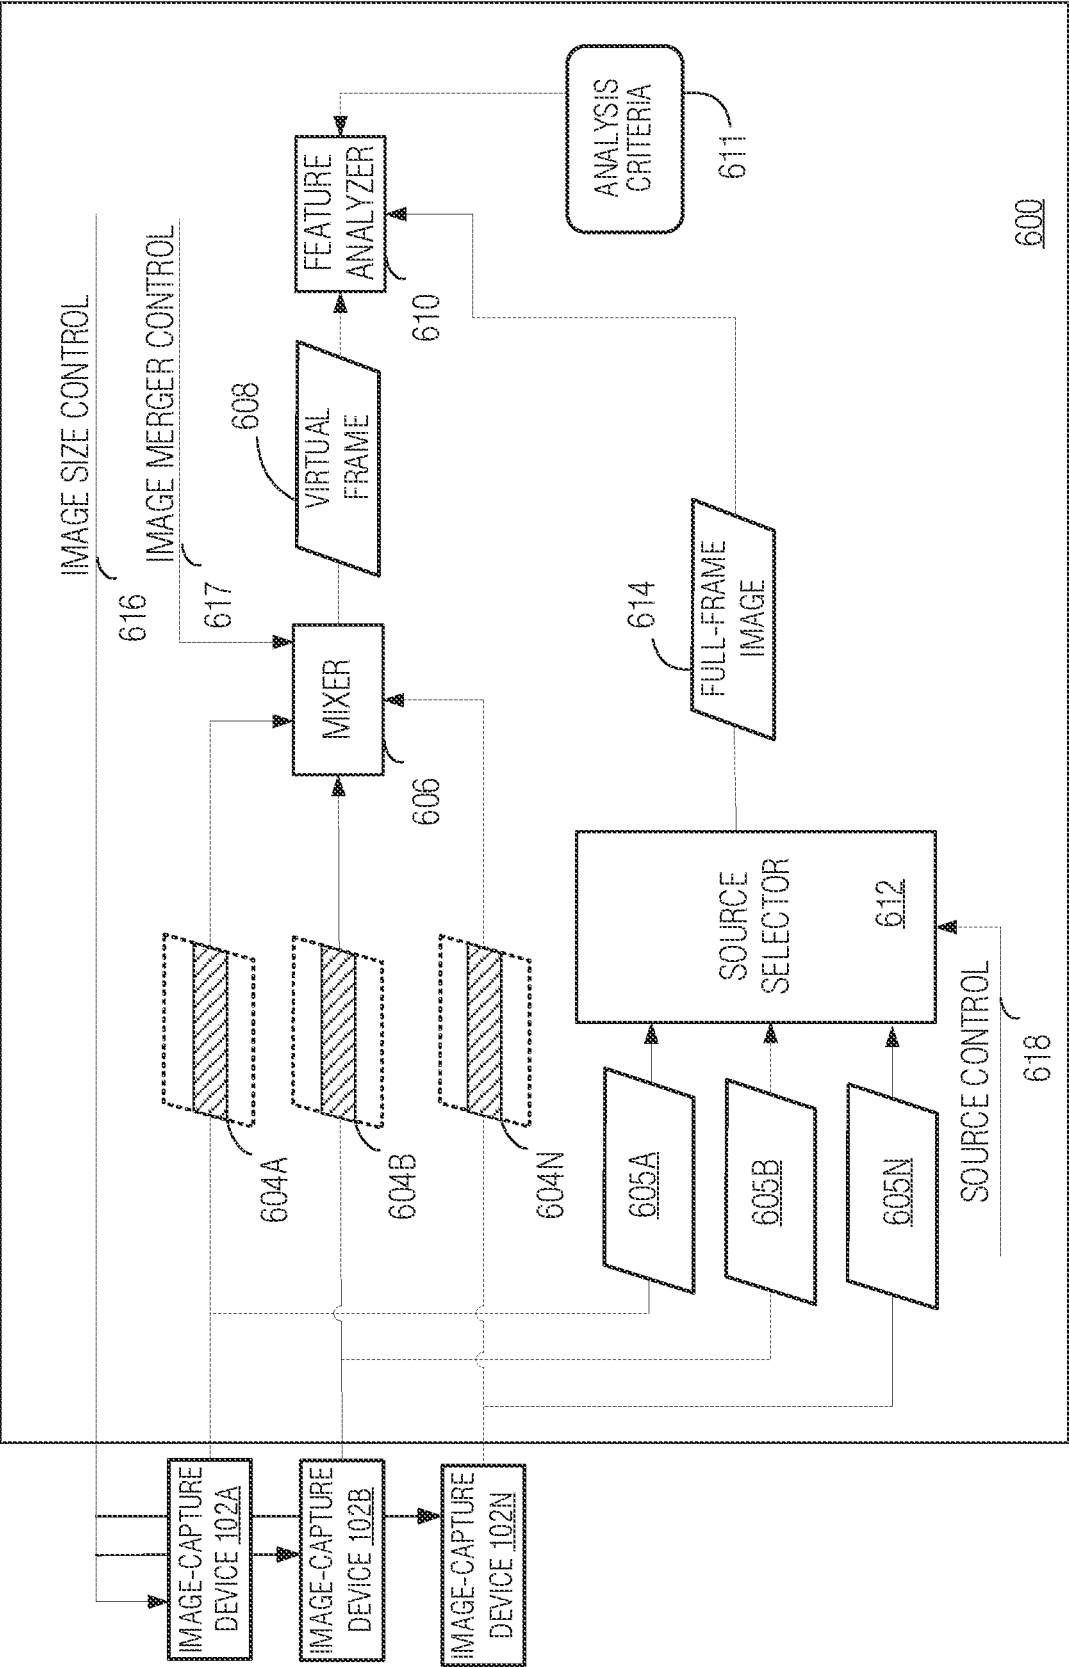 IMAGE SIZE CONTROL
616
IMAGE MERGER CONTROL
617
IMAGE-CAPTURE
DEVICE 102A
IMAGE-CAPTURE
DEVICE 102B
IMAGE-CAPTURE
DEVICE 102N
604A
604B
604N
MIXER
606
608
VIRTUAL
FRAME
FEATURE
ANALYZER
610
ANALYSIS
CRITERIA
611
605A
605B
605N
SOURCE
SELECTOR
612
614
FULL-FRAME
IMAGE
SOURCE CONTROL
618
600